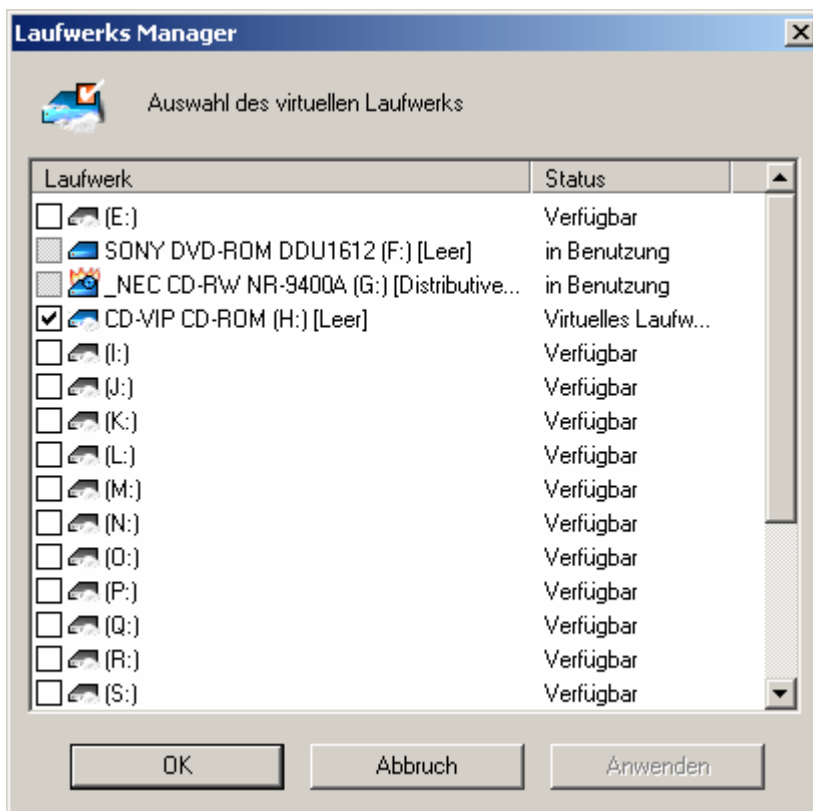 Laufwerks Manager
Auswahl des virtuellen Laufwerks
Laufwerk Status
(E:) Verfügbar
SONY DVD-ROM DDU1612 (F:) [Leer] in Benutzung
_NEC CD-RW NR-9400A (G:) [Distributive... in Benutzung
CD-VIP CD-ROM (H:) [Leer] Virtuelles Laufw...
(I:) Verfügbar
(J:) Verfügbar
(K:) Verfügbar
(L:) Verfügbar
(M:) Verfügbar
(N:) Verfügbar
(O:) Verfügbar
(P:) Verfügbar
(Q:) Verfügbar
(R:) Verfügbar
(S:) Verfügbar
OK Abbruch Anwenden